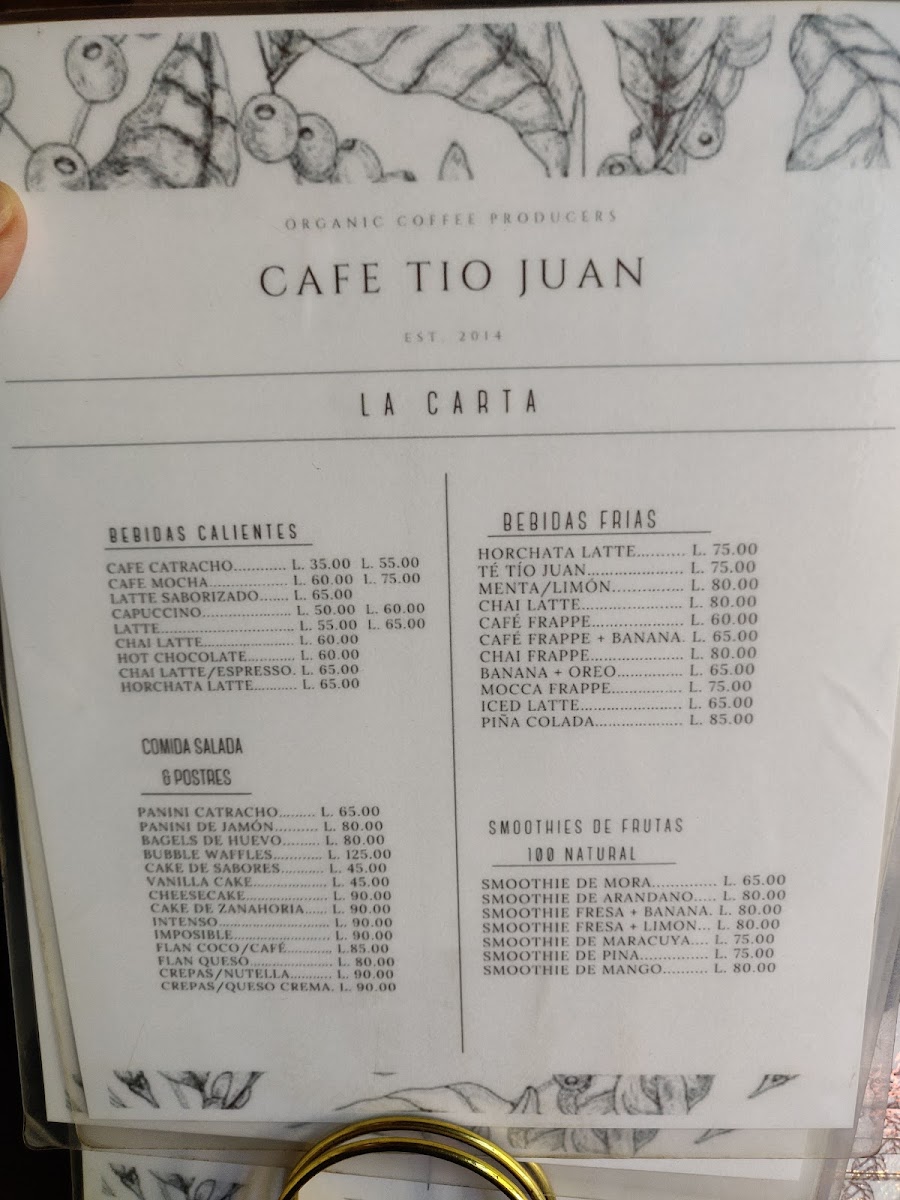 ORGANIC COFFEE PRODUCERS
CAFE TIO JUAN
EST. 2014
LA CARTA
BEBIDAS CALIENTES
CAFE CATRACHO............ L. 35.00 L. 55.00
CAFE MOCHA................. L. 60.00 L. 75.00
LATTE SABORIZADO....... L. 65.00
CAPUCCINO.................... L. 50.00 L. 60.00
LATTE.............................. L. 55.00 L. 65.00
CHAI LATTE..................... L. 60.00
HOT CHOCOLATE........... L. 60.00
CHAI LATTE/ESPRESSO. L. 65.00
HORCHATA LATTE.......... L. 65.00
COMIDA SALADA
& POSTRES
PANINI CATRACHO......... L. 65.00
PANINI DE JAMÓN.......... L. 80.00
BAGELS DE HUEVO......... L. 80.00
BUBBLE WAFFLES............ L. 125.00
CAKE DE SABORES........... L. 45.00
VANILLA CAKE.................. L. 45.00
CHEESECAKE.................... L. 90.00
CAKE DE ZANAHORIA..... L. 90.00
INTENSO........................... L. 90.00
IMPOSIBLE....................... L. 90.00
FLAN COCO/CAFÉ........... L.85.00
FLAN QUESO.................... L. 80.00
CREPAS/NUTELLA........... L. 90.00
CREPAS/QUESO CREMA. L. 90.00
BEBIDAS FRIAS
HORCHATA LATTE.......... L. 75.00
TÉ TÍO JUAN..................... L. 75.00
MENTA/LIMÓN................ L. 80.00
CHAI LATTE...................... L. 80.00
CAFÉ FRAPPE................... L. 60.00
CAFÉ FRAPPE + BANANA. L. 65.00
CHAI FRAPPE.................... L. 80.00
BANANA + OREO.............. L. 65.00
MOCCA FRAPPE................ L. 75.00
ICED LATTE...................... L. 65.00
PIÑA COLADA................... L. 85.00
SMOOTHIES DE FRUTAS
100 NATURAL
SMOOTHIE DE MORA.............. L. 65.00
SMOOTHIE DE ARANDANO..... L. 80.00
SMOOTHIE FRESA + BANANA. L. 80.00
SMOOTHIE FRESA + LIMON... L. 80.00
SMOOTHIE DE MARACUYA.... L. 75.00
SMOOTHIE DE PINA............... L. 75.00
SMOOTHIE DE MANGO.......... L. 80.00